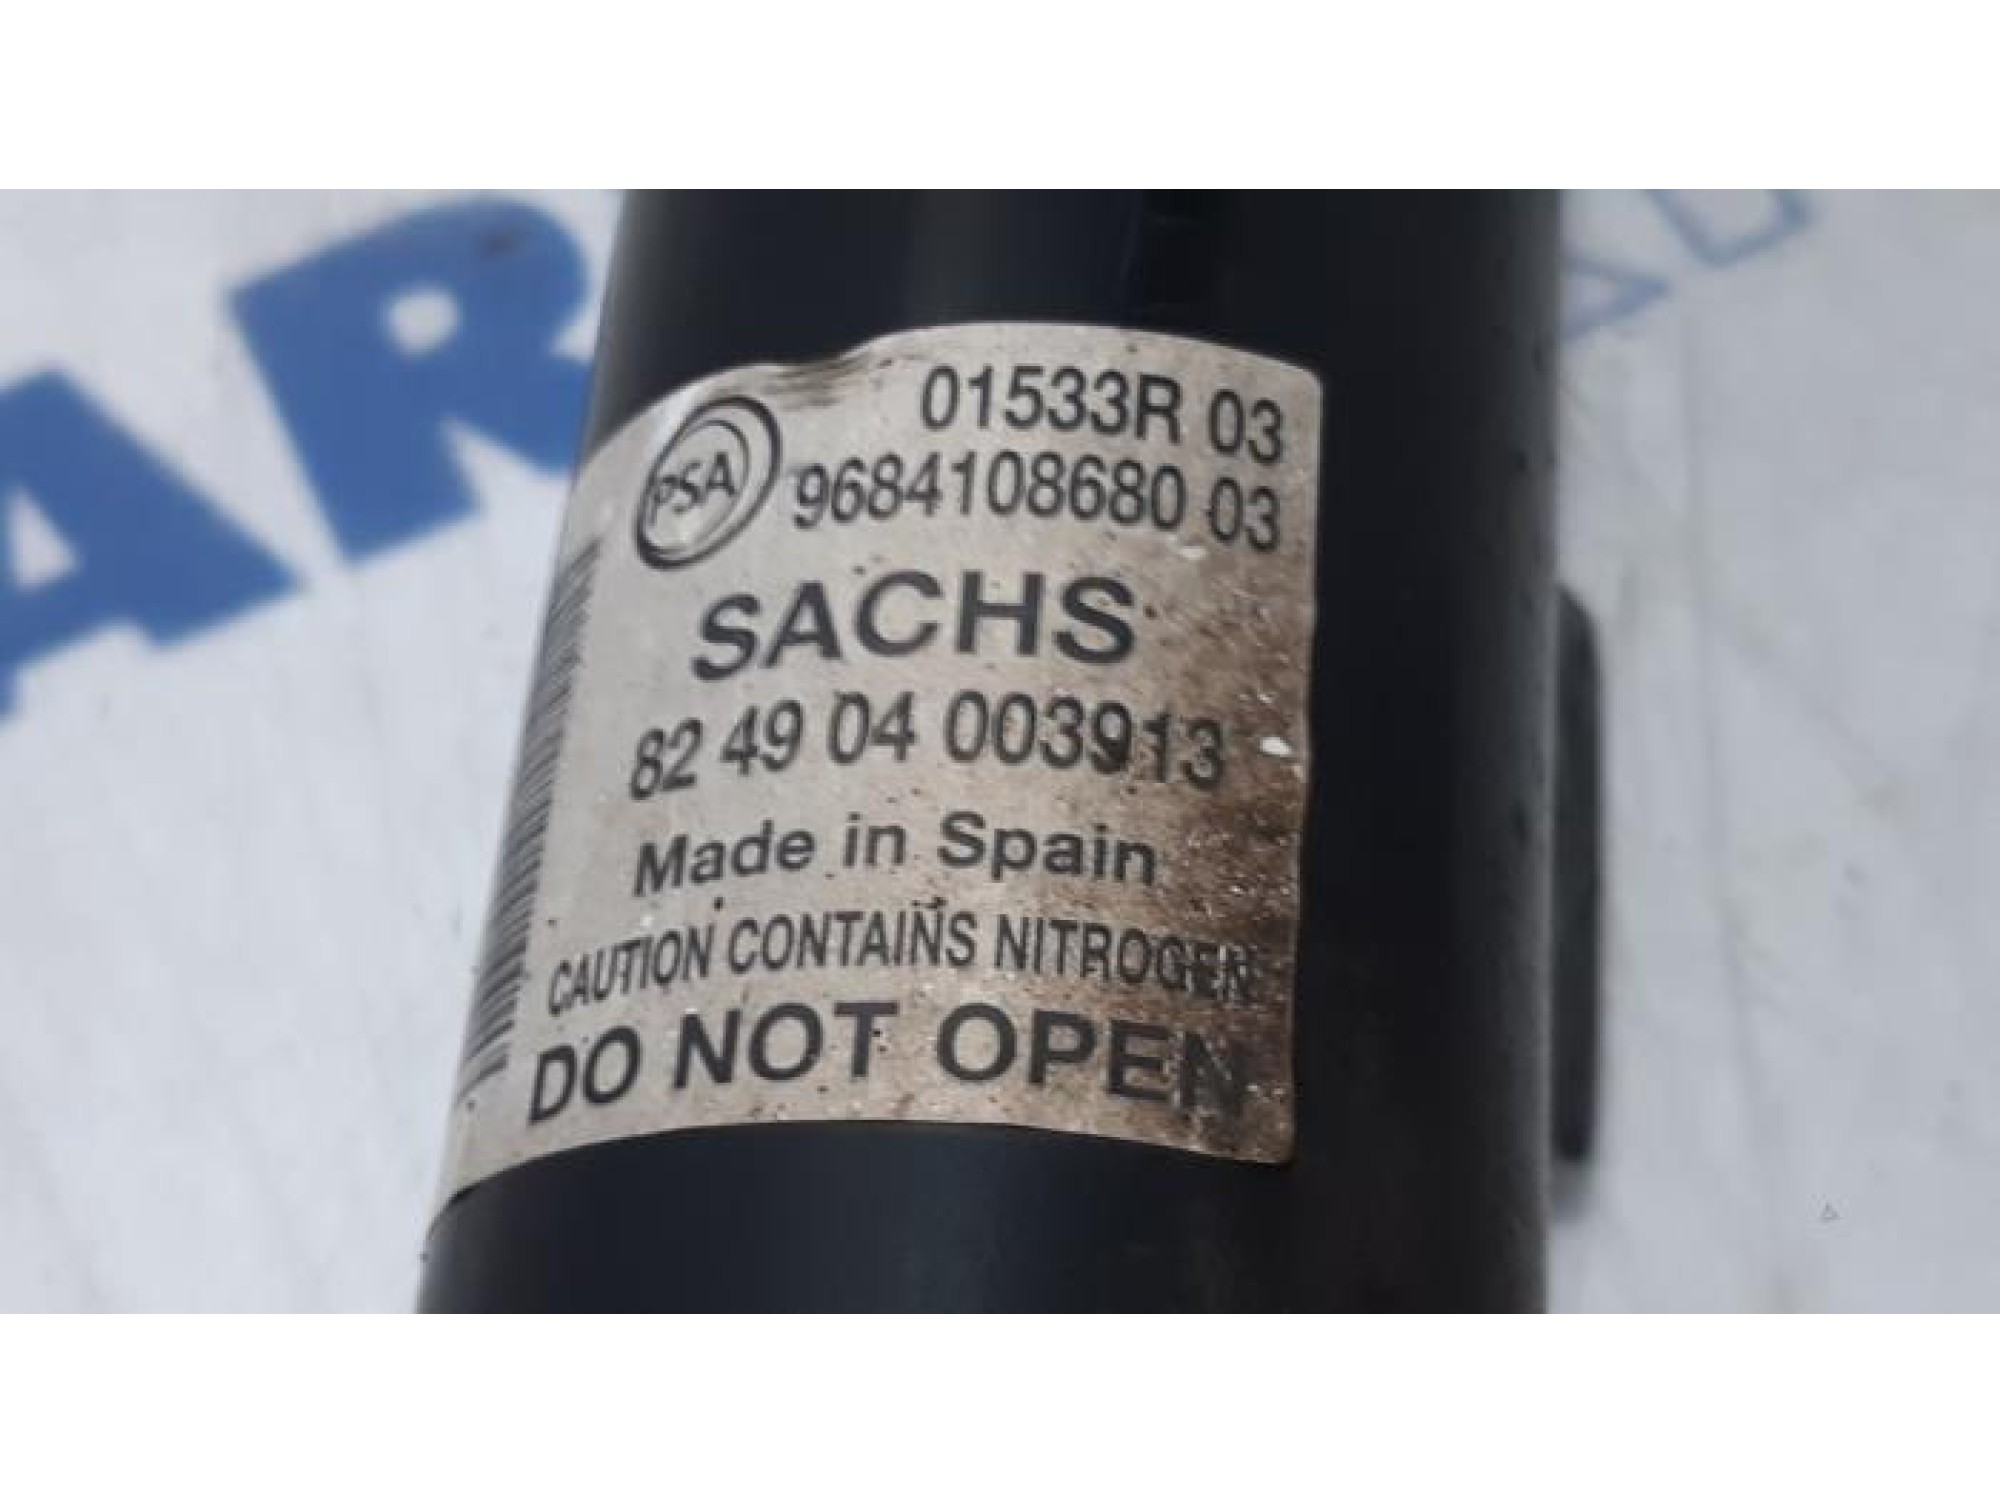 AR
01533R 03
PSA
9684108680 03
SACHS
82 49 04 003913
Made in Spain
CAUTION CONTAINS NITROGEN
DO NOT OPEN